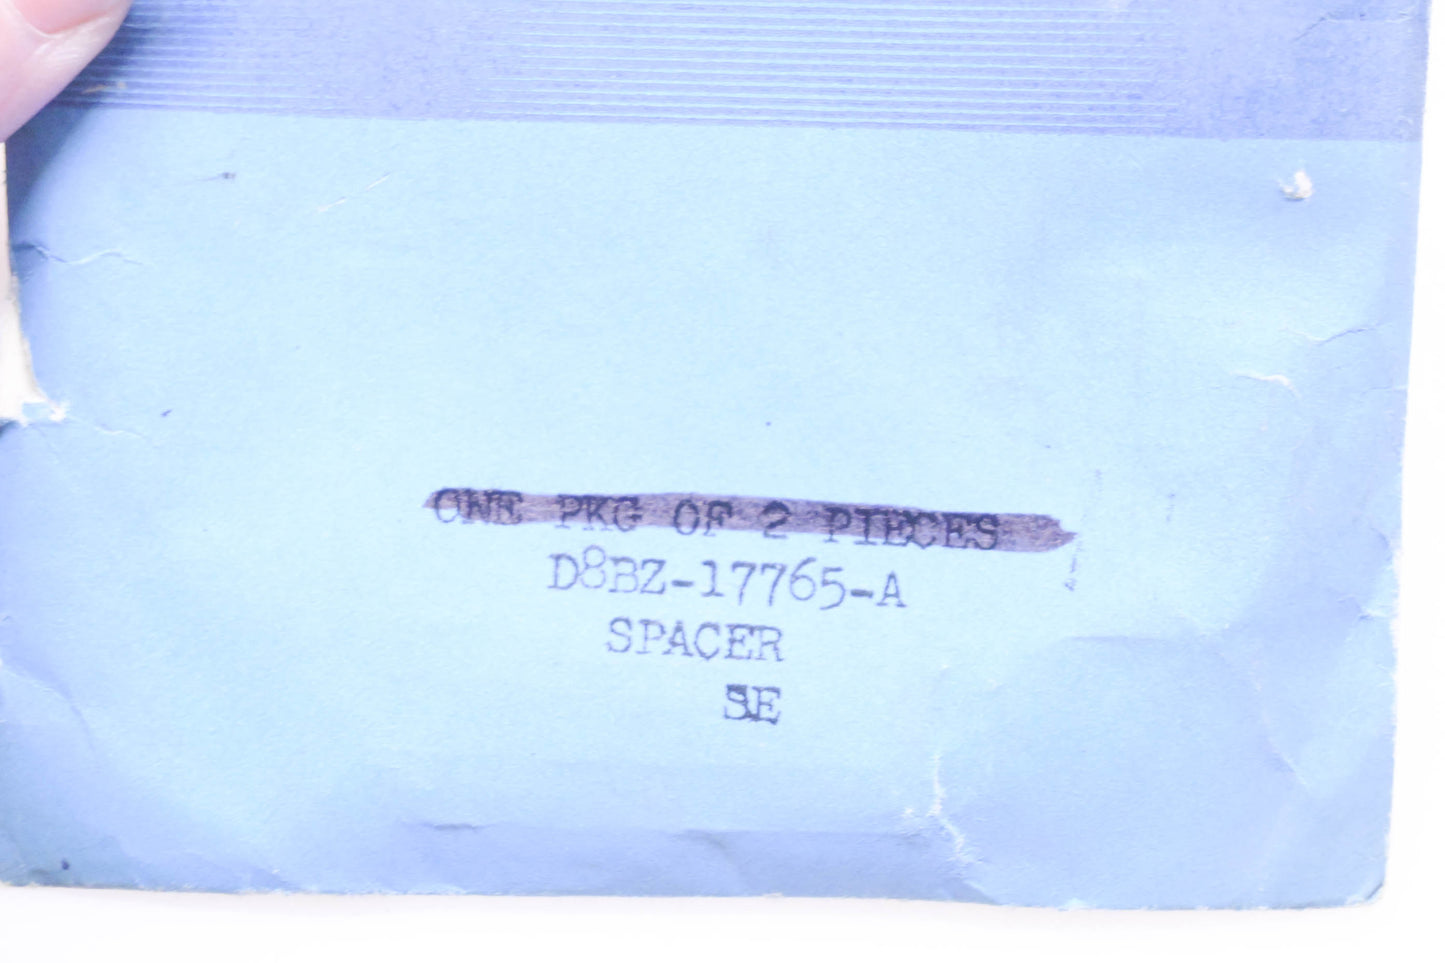 ONE PKG OF 2 PIECES
D8BZ-17765-A
SPACER
SE